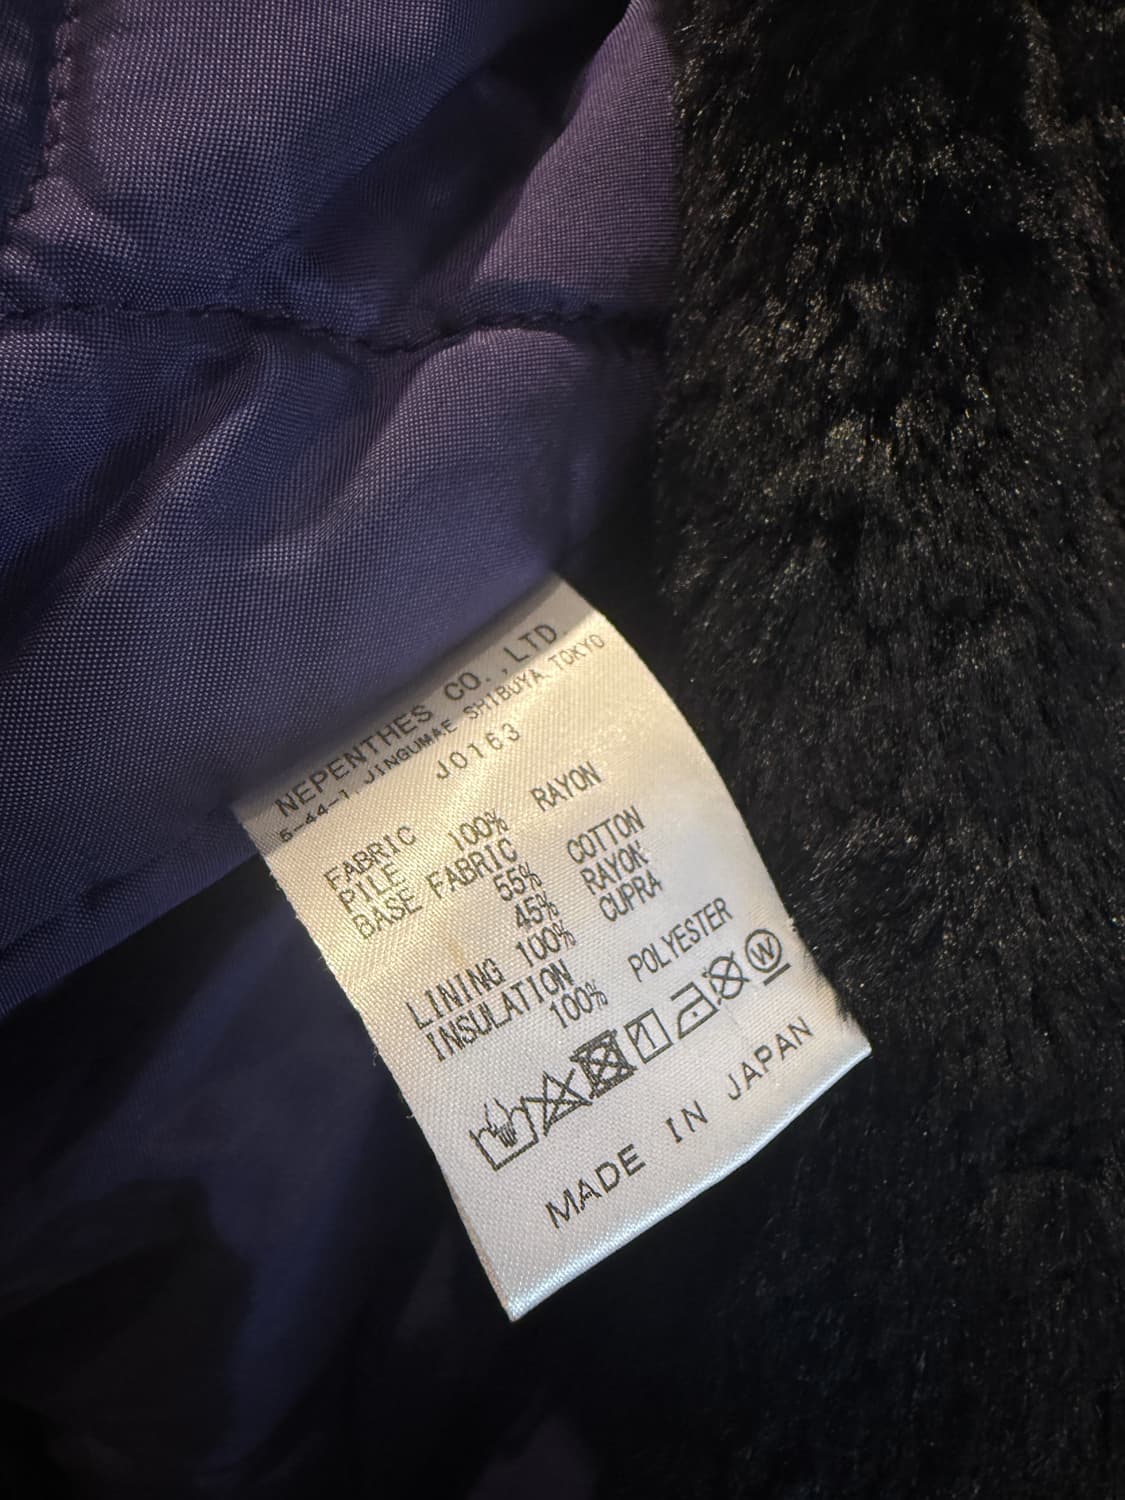 NEPENTHES CO.,LTD.
5-44-1, JINGUMAE SHIBUYA TOKYO
J0163
FABRIC
PILE 100% RAYON
BASE FABRIC
55% COTTON
45% RAYON
LINING 100% CUPRA
INSULATION
100% POLYESTER
W
MADE IN JAPAN